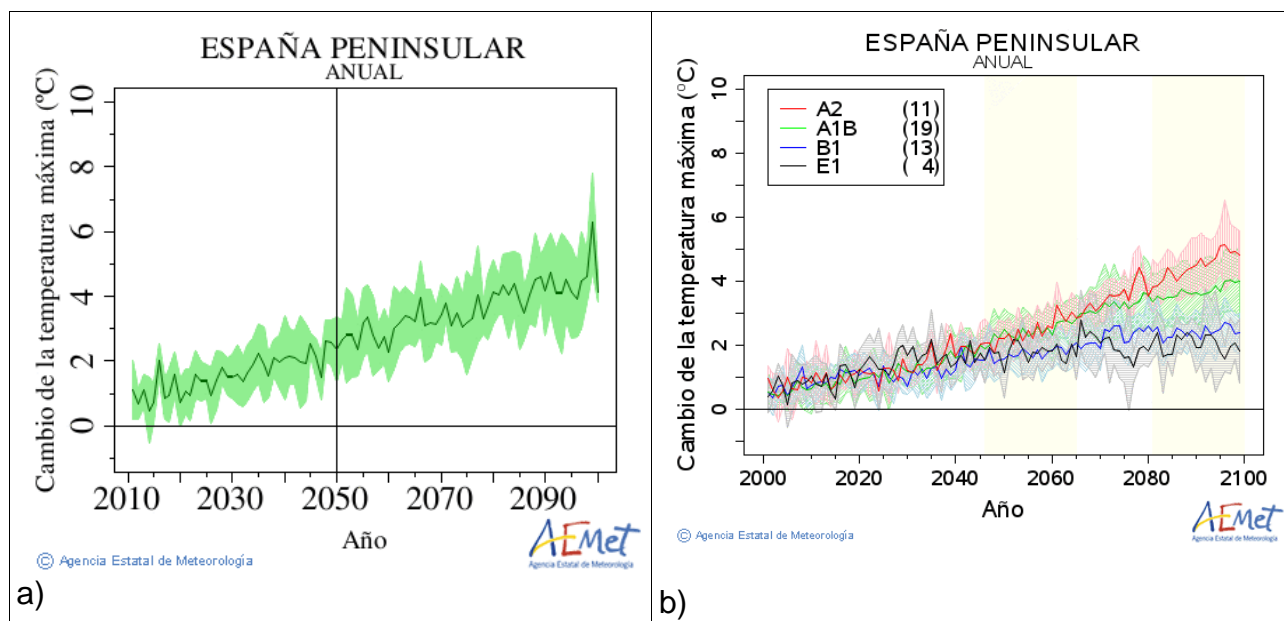 ESPAÑA PENINSULAR
ANUAL
Cambio de la temperatura máxima (ºC)
10
8
6
4
2
0
2010 2030 2050 2070 2090
Año
© Agencia Estatal de Meteorología
AEMet
Agencia Estatal de Meteorología
a)
ESPAÑA PENINSULAR
ANUAL
Cambio de la temperatura máxima (ºC)
10
8
6
4
2
0
A2 (11)
A1B (19)
B1 (13)
E1 ( 4)
2000 2020 2040 2060 2080 2100
Año
© Agencia Estatal de Meteorología
AEMet
Agencia Estatal de Meteorología
b)